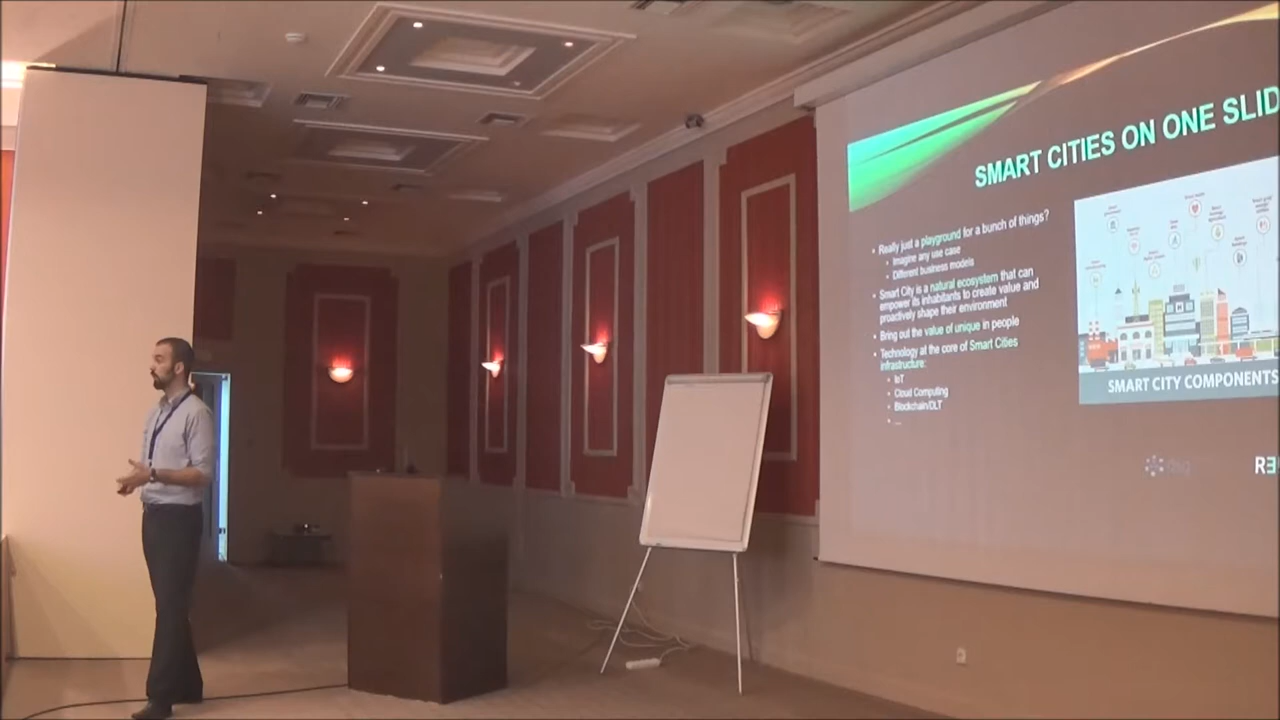 SMART CITIES ON ONE SLID
• Really just a playground for a bunch of things?
• Imagine any use case
• Different business models
• Smart City is a natural ecosystem that can
empower its inhabitants to create value and
proactively shape their environment
• Bring out the value of unique in people
• Technology at the core of Smart Cities
infrastructure:
• IoT
• Cloud Computing
• Blockchain/DLT
• ...
SMART CITY COMPONENTS